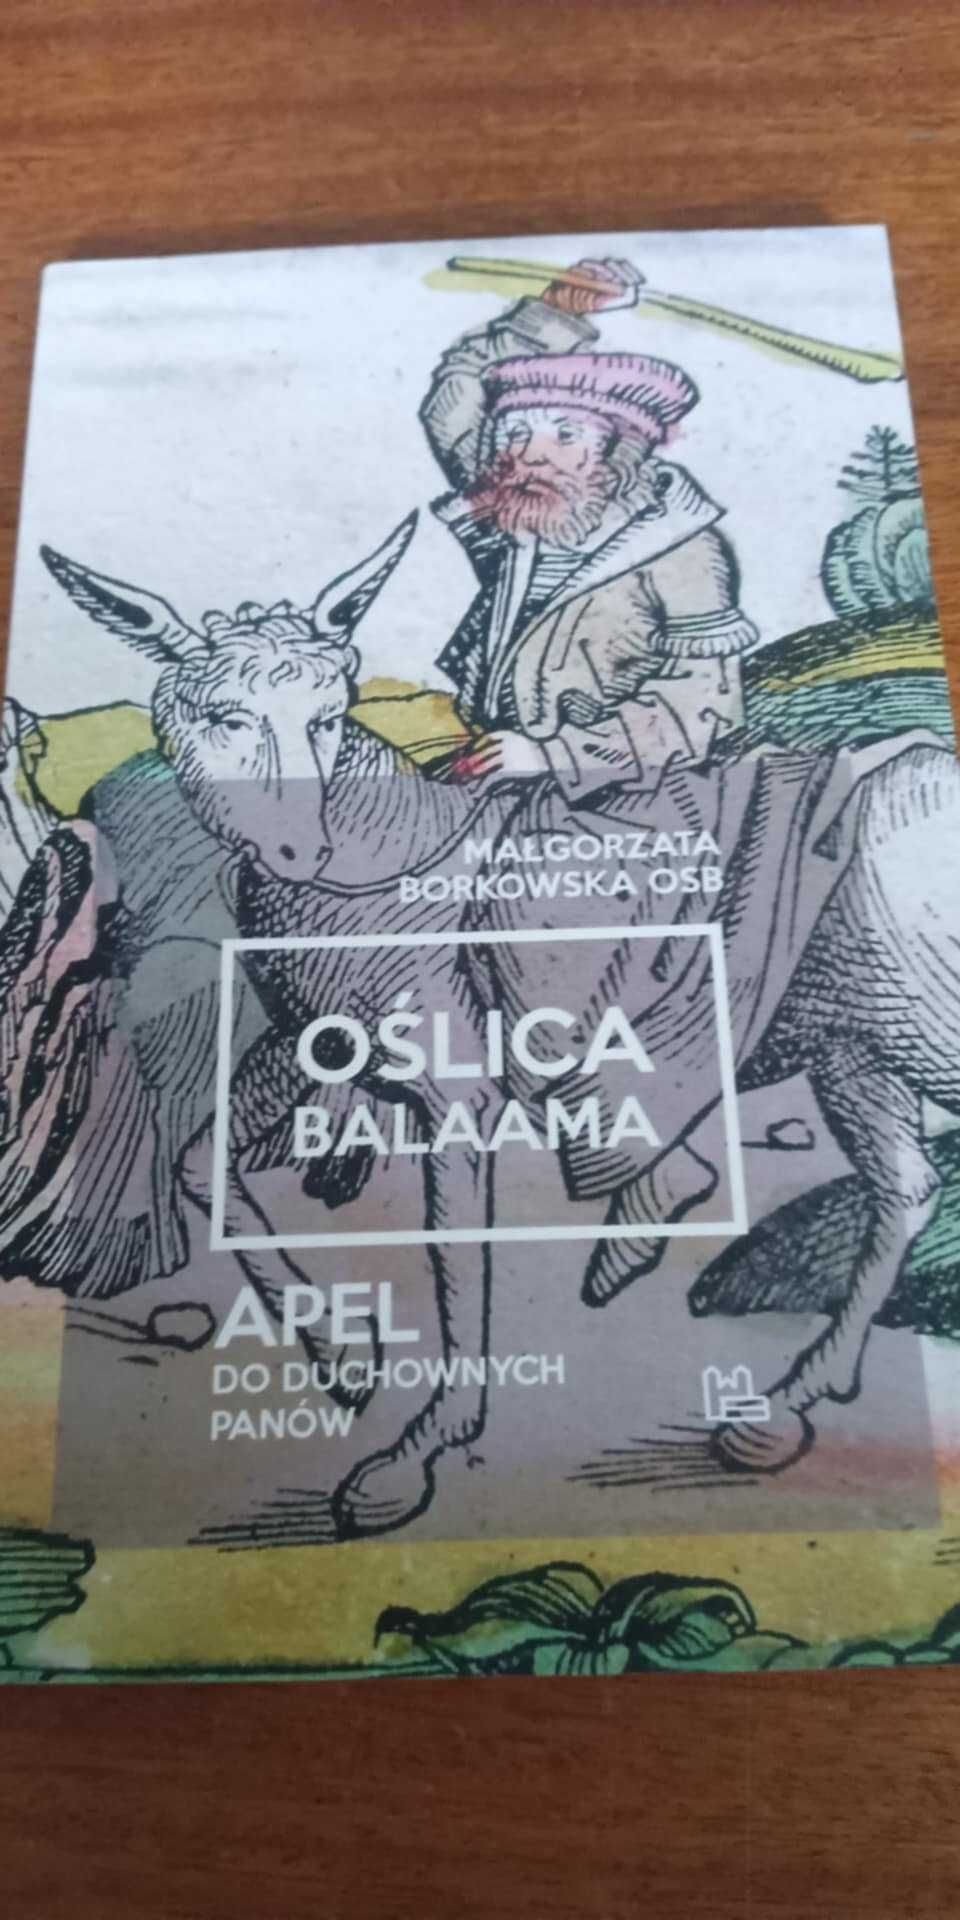 MAŁGORZATA
BORKOWSKA OSB
OŚLICA
BALAAMA
APEL
DO DUCHOWNYCH
PANÓW